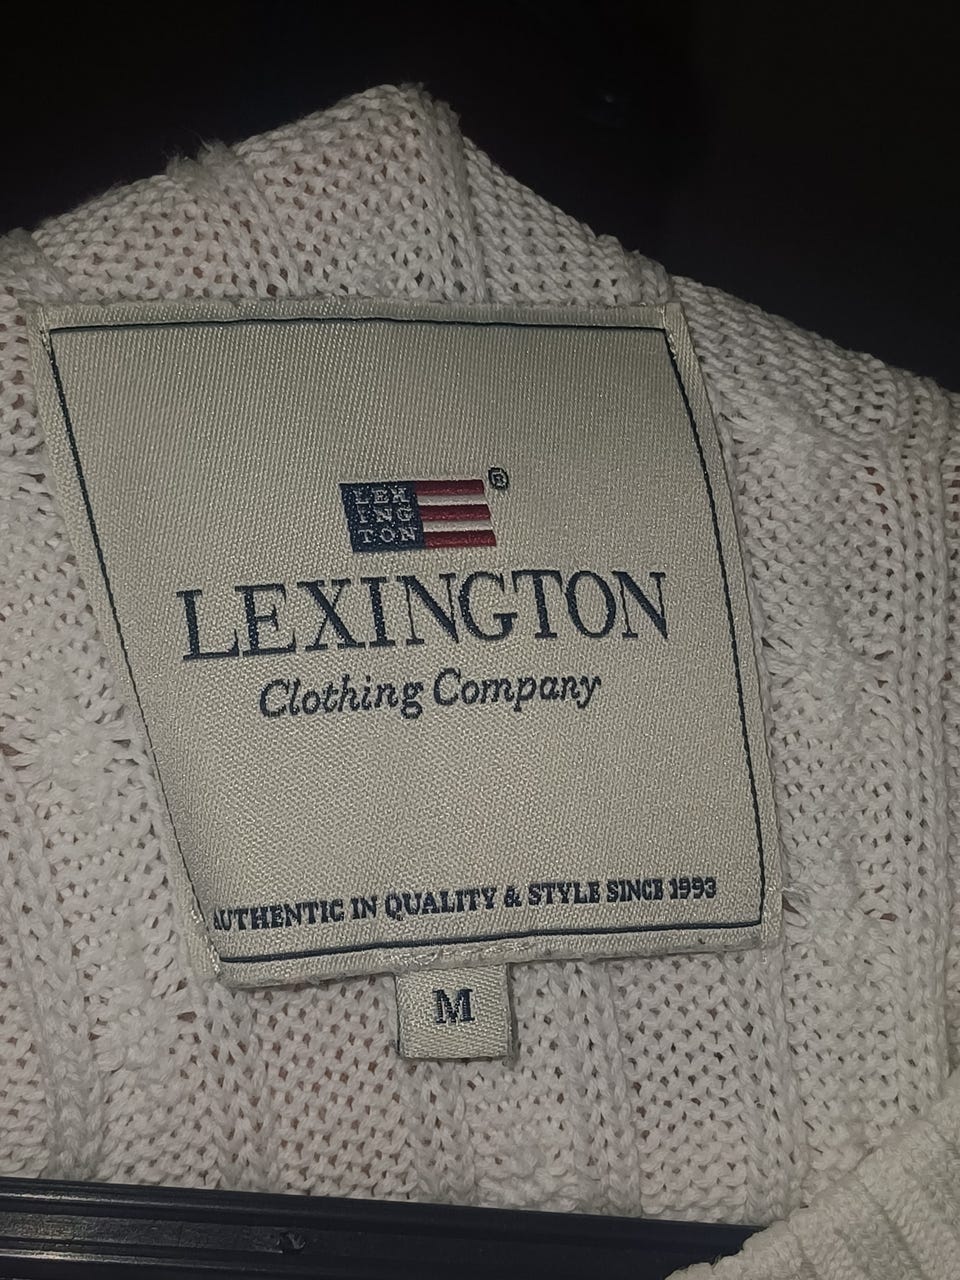 LEX
ING
TON
®
LEXINGTON
Clothing Company
AUTHENTIC IN QUALITY & STYLE SINCE 1993
M